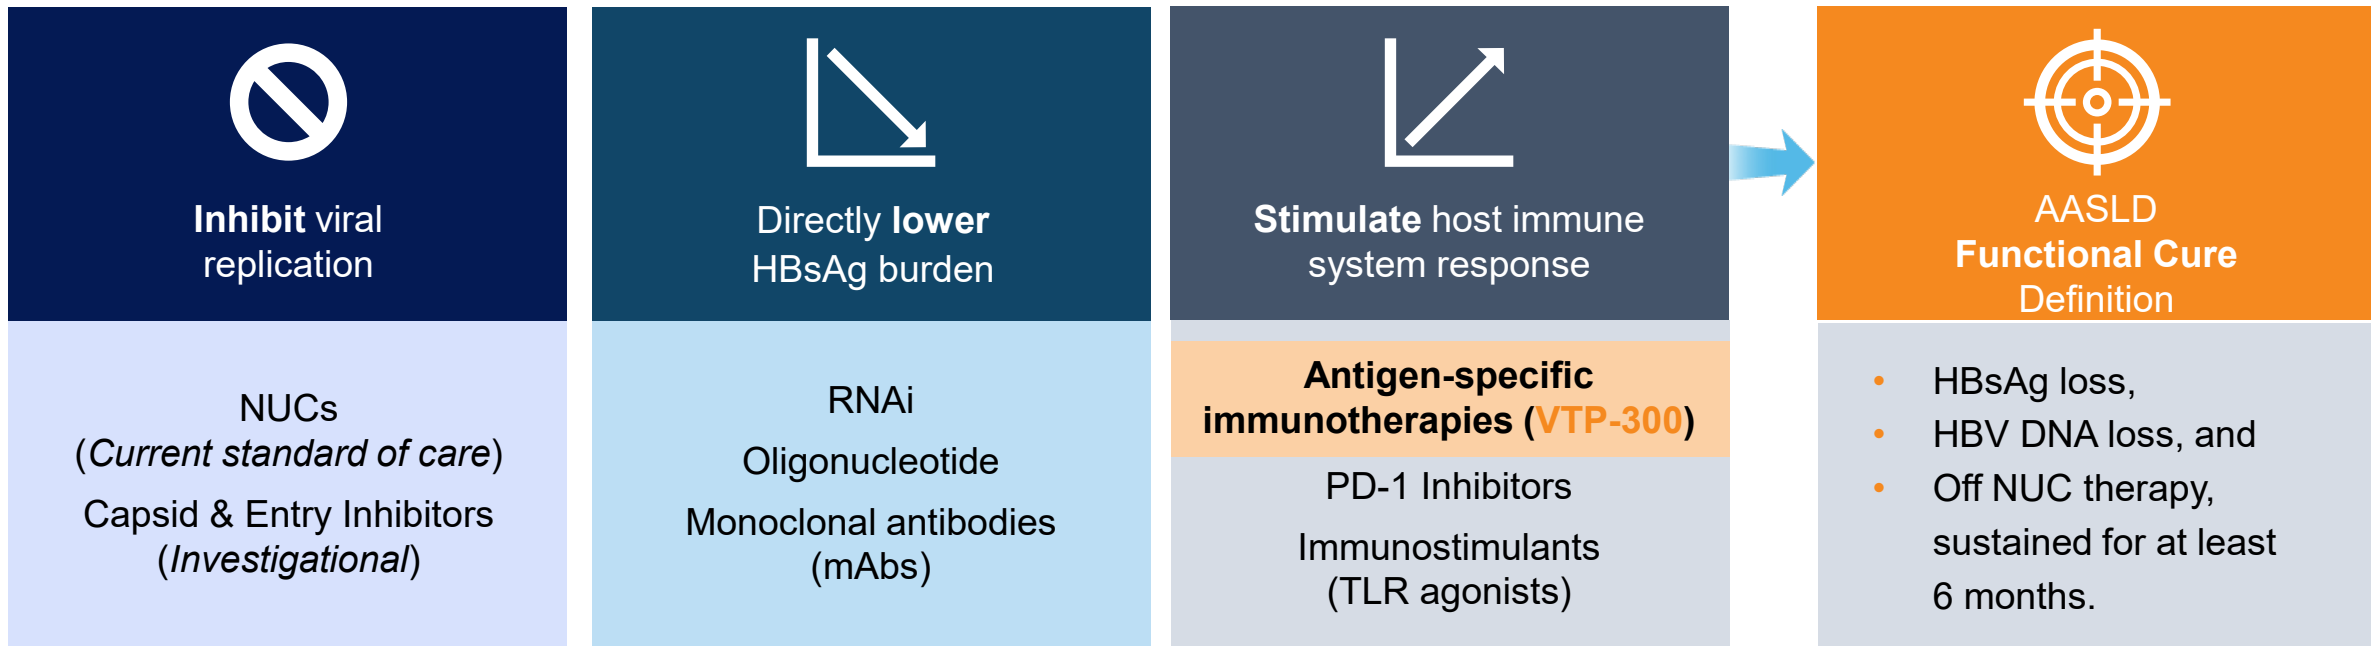 Inhibit viral
replication
NUCs
(Current standard of care)
Capsid & Entry Inhibitors
(Investigational)
Directly lower
HBsAg burden
RNAi
Oligonucleotide
Monoclonal antibodies
(mAbs)
Stimulate host immune
system response
Antigen-specific
immunotherapies (VTP-300)
PD-1 Inhibitors
Immunostimulants
(TLR agonists)
AASLD
Functional Cure
Definition
• HBsAg loss,
• HBV DNA loss, and
• Off NUC therapy,
sustained for at least
6 months.